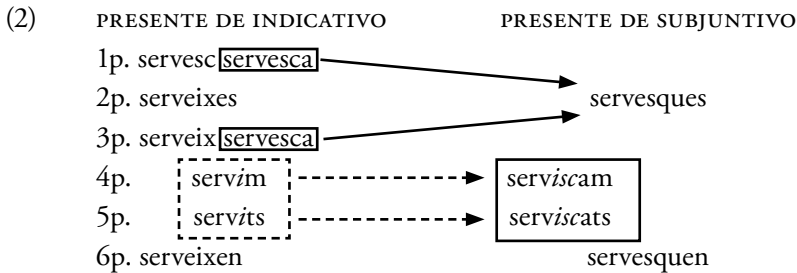 (2) PRESENTE DE INDICATIVO PRESENTE DE SUBJUNTIVO
1p. servesc servesca
2p. serveixes servesques
3p. serveix servesca
4p. servim serviscam
5p. servits serviscats
6p. serveixen servesquen